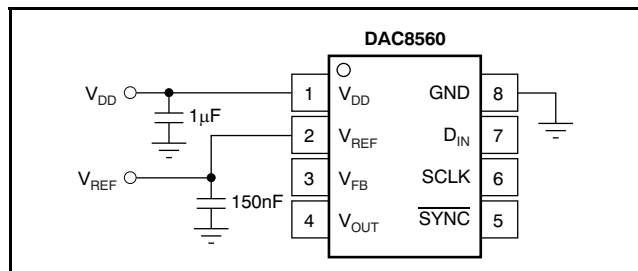 DAC8560
V_DD
1μF
V_REF
150nF
1 V_DD
2 V_REF
3 V_FB
4 V_OUT
GND 8
D_IN 7
SCLK 6
S̅Y̅N̅C̅ 5